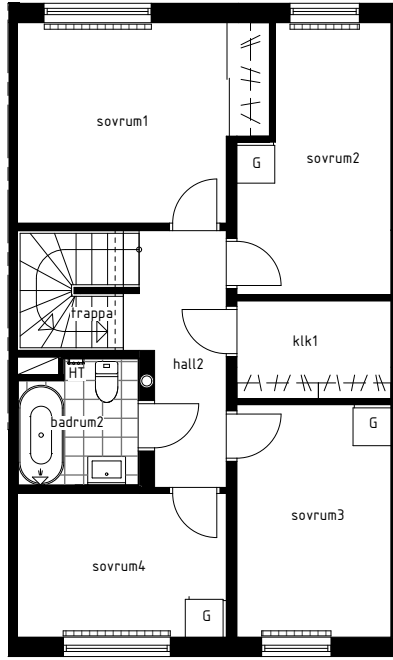 sovrum1
G
sovrum2
trappa
klk1
hall2
HT
badrum2
G
sovrum3
sovrum4
G